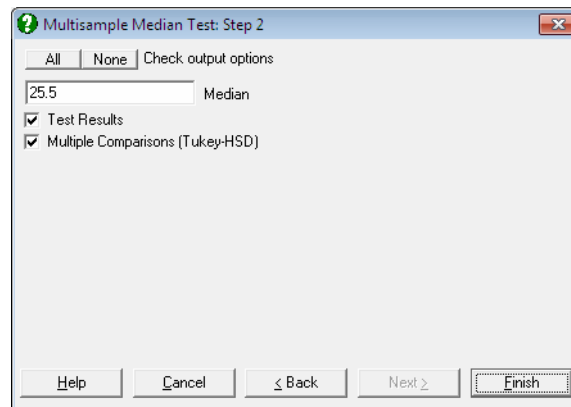 Multisample Median Test: Step 2
All None Check output options
25.5 Median
Test Results
Multiple Comparisons (Tukey-HSD)
Help Cancel < Back Next > Finish